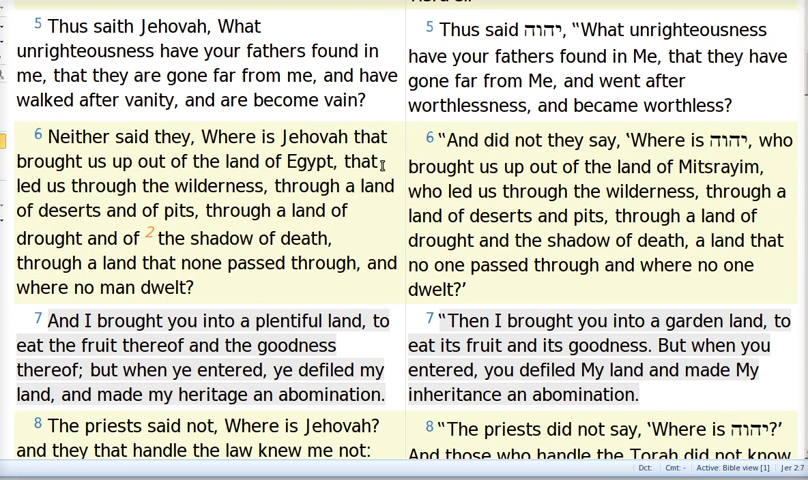 5 Thus saith Jehovah, What
unrighteousness have your fathers found in
me, that they are gone far from me, and have
walked after vanity, and are become vain?
6 Neither said they, Where is Jehovah that
brought us up out of the land of Egypt, that
led us through the wilderness, through a land
of deserts and of pits, through a land of
drought and of 2 the shadow of death,
through a land that none passed through, and
where no man dwelt?
7 And I brought you into a plentiful land, to
eat the fruit thereof and the goodness
thereof; but when ye entered, ye defiled my
land, and made my heritage an abomination.
8 The priests said not, Where is Jehovah?
and they that handle the law knew me not:
5 Thus said יהוה, “What unrighteousness
have your fathers found in Me, that they have
gone far from Me, and went after
worthlessness, and became worthless?
6 “And did not they say, ‘Where is יהוה, who
brought us up out of the land of Mitsrayim,
who led us through the wilderness, through a
land of deserts and pits, through a land of
drought and the shadow of death, a land that
no one passed through and where no one
dwelt?’
7 “Then I brought you into a garden land, to
eat its fruit and its goodness. But when you
entered, you defiled My land and made My
inheritance an abomination.
8 “The priests did not say, ‘Where is יהוה?’
And those who handle the Torah did not know
Dct: Cmt: - Active: Bible view [1] Jer 2:7